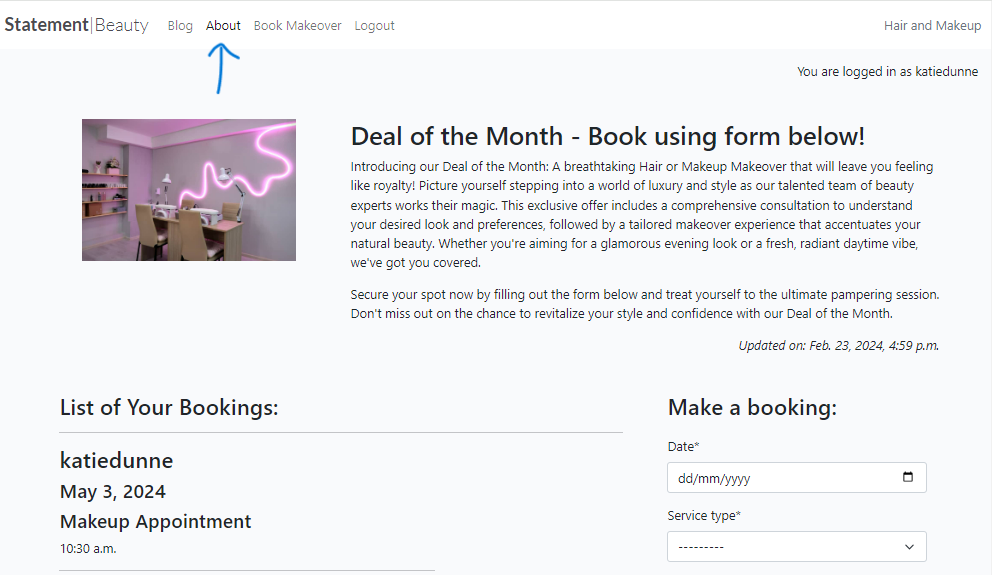 Statement|Beauty Blog About Book Makeover Logout Hair and Makeup
You are logged in as katiedunne
Deal of the Month - Book using form below!
Introducing our Deal of the Month: A breathtaking Hair or Makeup Makeover that will leave you feeling
like royalty! Picture yourself stepping into a world of luxury and style as our talented team of beauty
experts works their magic. This exclusive offer includes a comprehensive consultation to understand
your desired look and preferences, followed by a tailored makeover experience that accentuates your
natural beauty. Whether you're aiming for a glamorous evening look or a fresh, radiant daytime vibe,
we've got you covered.
Secure your spot now by filling out the form below and treat yourself to the ultimate pampering session.
Don't miss out on the chance to revitalize your style and confidence with our Deal of the Month.
Updated on: Feb. 23, 2024, 4:59 p.m.
List of Your Bookings:
katiedunne
May 3, 2024
Makeup Appointment
10:30 a.m.
Make a booking:
Date*
dd/mm/yyyy
Service type*
---------